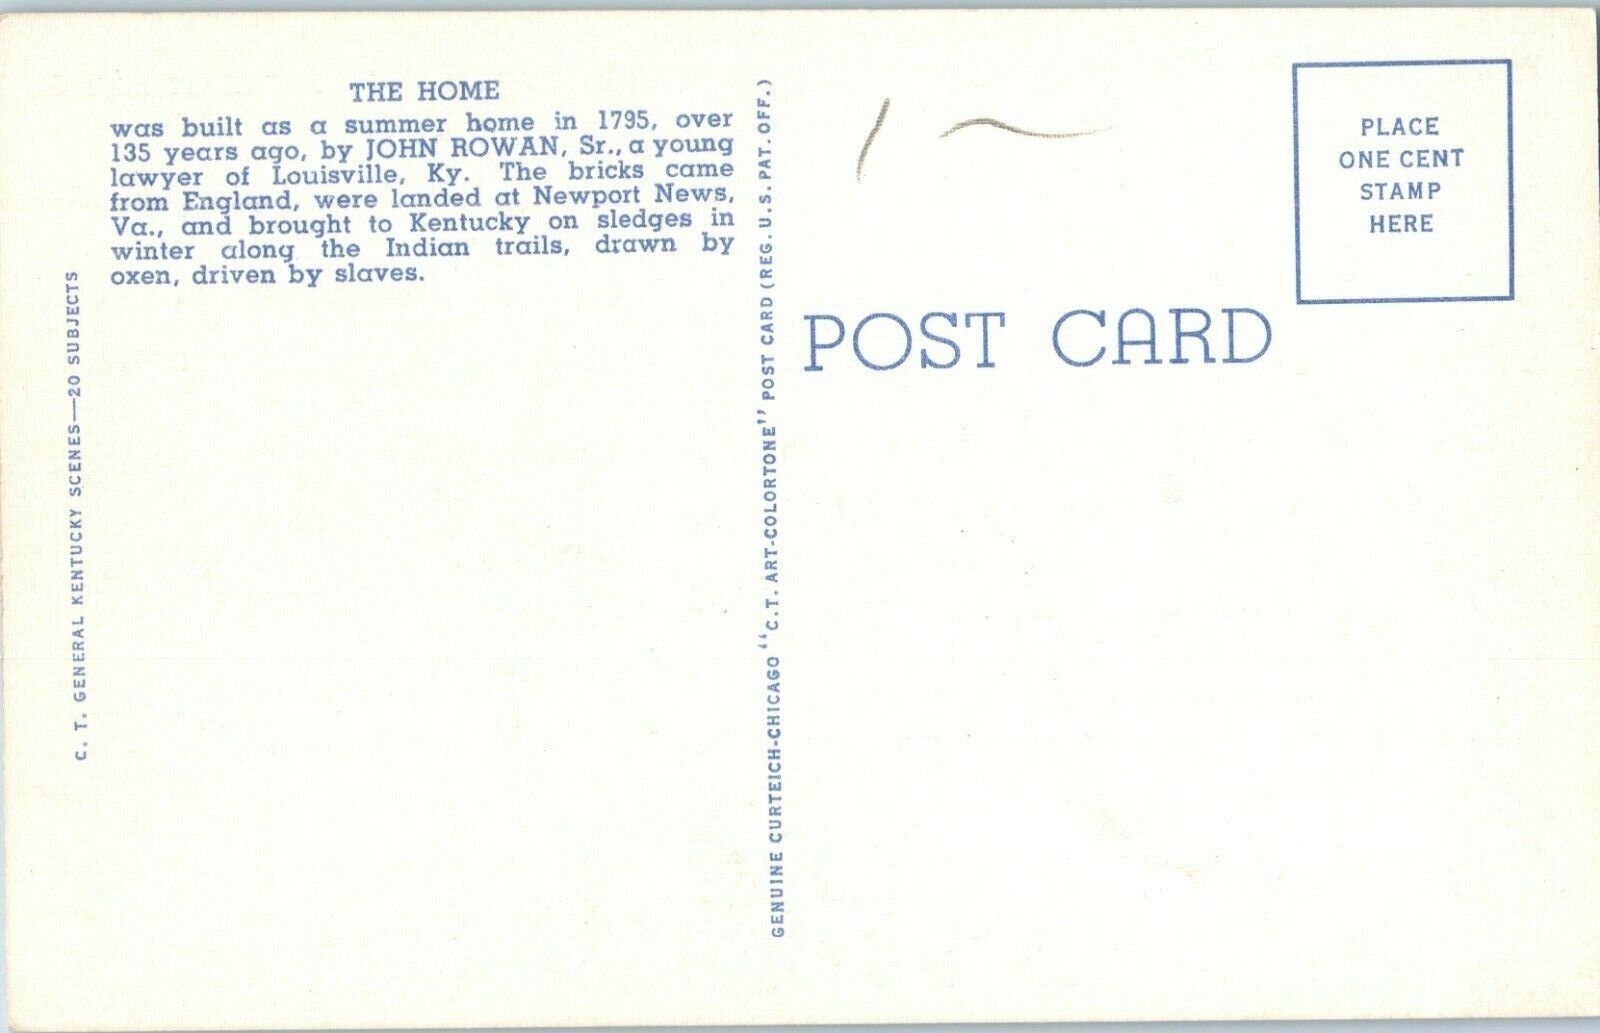 THE HOME
was built as a summer home in 1795, over
135 years ago, by JOHN ROWAN, Sr., a young
lawyer of Louisville, Ky. The bricks came
from England, were landed at Newport News,
Va., and brought to Kentucky on sledges in
winter along the Indian trails, drawn by
oxen, driven by slaves.
C. T. GENERAL KENTUCKY SCENES—20 SUBJECTS
GENUINE CURTEICH-CHICAGO "C.T. ART-COLORTONE" POST CARD (REG. U.S. PAT. OFF.)
1 —
POST CARD
PLACE
ONE CENT
STAMP
HERE